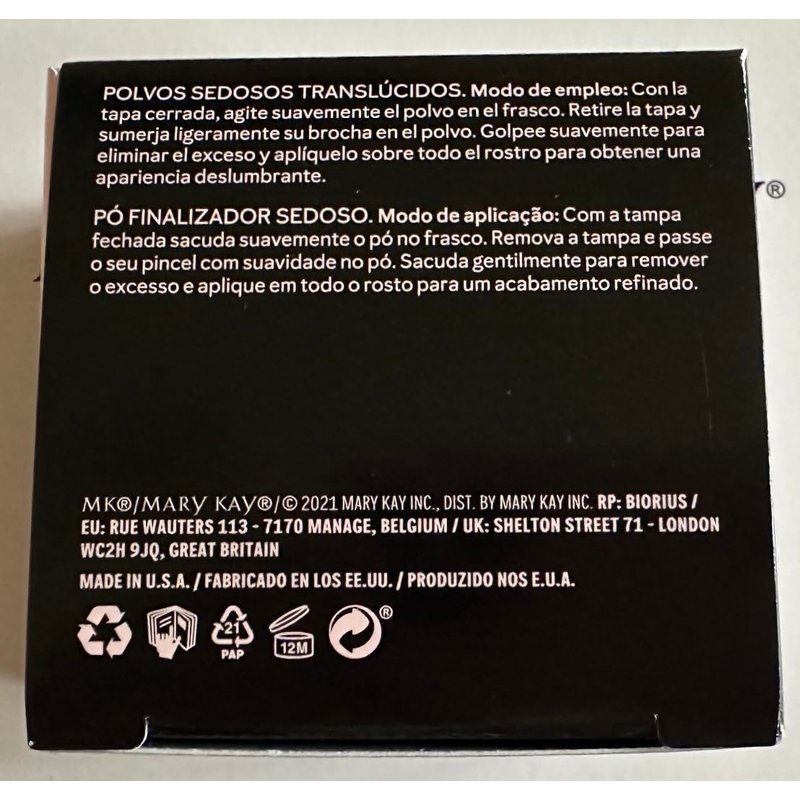 POLVOS SEDOSOS TRANSLÚCIDOS. Modo de empleo: Con la
tapa cerrada, agite suavemente el polvo en el frasco. Retire la tapa y
sumerja ligeramente su brocha en el polvo. Golpee suavemente para
eliminar el exceso y aplíquelo sobre todo el rostro para obtener una
apariencia deslumbrante.
PÓ FINALIZADOR SEDOSO. Modo de aplicação: Com a tampa
fechada sacuda suavemente o pó no frasco. Remova a tampa e passe
o seu pincel com suavidade no pó. Sacuda gentilmente para remover
o excesso e aplique em todo o rosto para um acabamento refinado.
MK®/MARY KAY®/© 2021 MARY KAY INC., DIST. BY MARY KAY INC. RP: BIORIUS /
EU: RUE WAUTERS 113 - 7170 MANAGE, BELGIUM / UK: SHELTON STREET 71 - LONDON
WC2H 9JQ, GREAT BRITAIN
MADE IN U.S.A. / FABRICADO EN LOS EE.UU. / PRODUZIDO NOS E.U.A.
21
PAP
12M
®
®